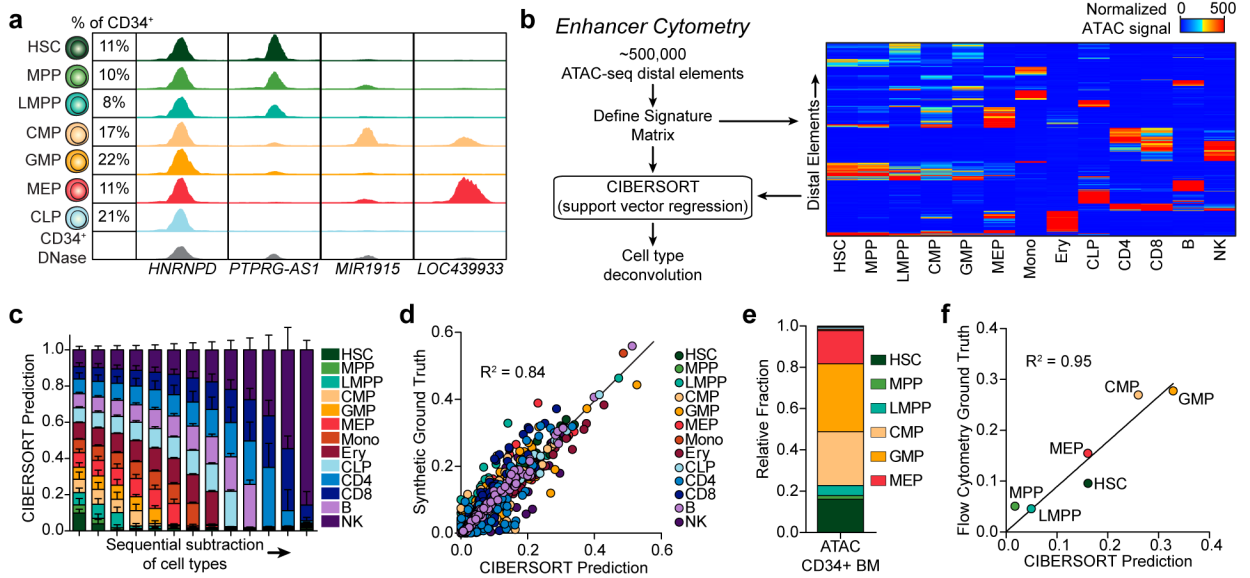 a
% of CD34⁺
HSC 11%
MPP 10%
LMPP 8%
CMP 17%
GMP 22%
MEP 11%
CLP 21%
CD34⁺
DNase
HNRNPD PTPRG-AS1 MIR1915 LOC439933
b
Enhancer Cytometry
~500,000
ATAC-seq distal elements
Define Signature
Matrix
CIBERSORT
(support vector regression)
Cell type
deconvolution
Normalized
ATAC signal
0 500
Distal Elements
HSC MPP LMPP CMP GMP MEP Mono Ery CLP CD4 CD8 B NK
c
CIBERSORT Prediction
1.0
0.8
0.6
0.4
0.2
0.0
Sequential subtraction
of cell types
HSC
MPP
LMPP
CMP
GMP
MEP
Mono
Ery
CLP
CD4
CD8
B
NK
d
Synthetic Ground Truth
0.6
0.4
0.2
0.0
R² = 0.84
0.0 0.2 0.4 0.6
CIBERSORT Prediction
HSC
MPP
LMPP
CMP
GMP
MEP
Mono
Ery
CLP
CD4
CD8
B
NK
e
Relative Fraction
1.0
0.8
0.6
0.4
0.2
0.0
ATAC
CD34+ BM
HSC
MPP
LMPP
CMP
GMP
MEP
f
Flow Cytometry Ground Truth
0.4
0.3
0.2
0.1
0.0
R² = 0.95
CMP
GMP
MEP
HSC
MPP
LMPP
0.0 0.1 0.2 0.3 0.4
CIBERSORT Prediction